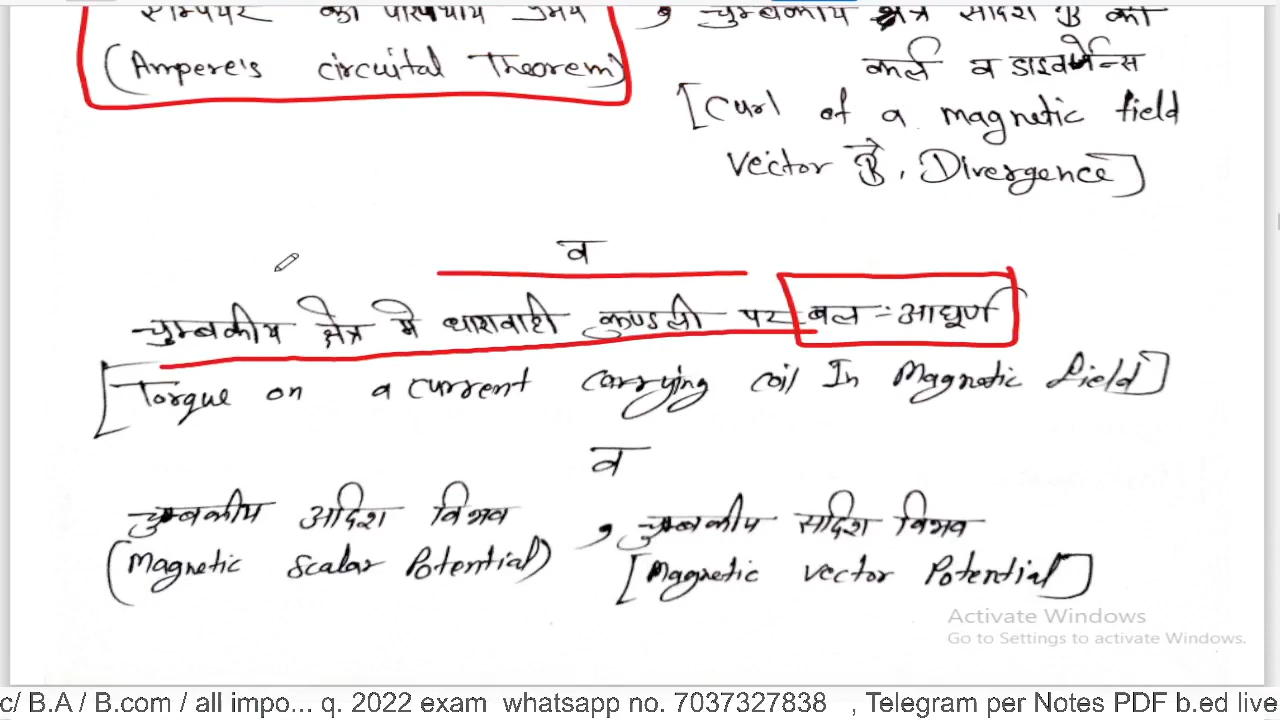 का परिपथीय
, चुम्बकीय क्षेत्र सदिश B का
(Ampere's circuital Theorem)
कर्ल व डाइवर्जेन्स
[Curl of a magnetic field
Vector B, Divergence]
व
चुम्बकीय क्षेत्र मे धारावाही कुण्डली पर बल-आघूर्ण
[Torque on a current Carrying coil In Magnetic field]
व
चुम्बकीय अदिश विभव , चुम्बकीय सदिश विभव
(Magnetic Scalar Potential) [Magnetic vector Potential]
Activate Windows
Go to Settings to activate Windows.
c/ B.A / B.com / all impo... q. 2022 exam whatsapp no. 7037327838 , Telegram per Notes PDF b.ed live